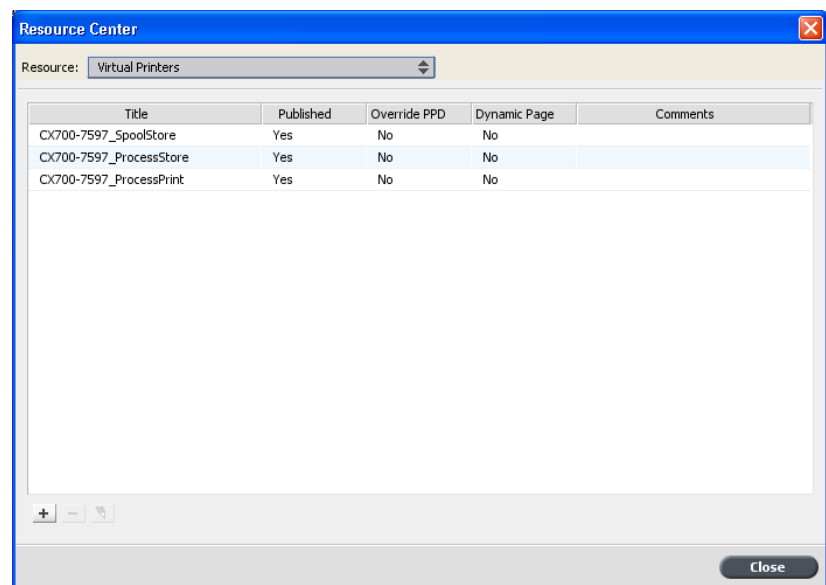 Resource Center
Resource: Virtual Printers
Title Published Override PPD Dynamic Page Comments
CX700-7597_SpoolStore Yes No No
CX700-7597_ProcessStore Yes No No
CX700-7597_ProcessPrint Yes No No
Close